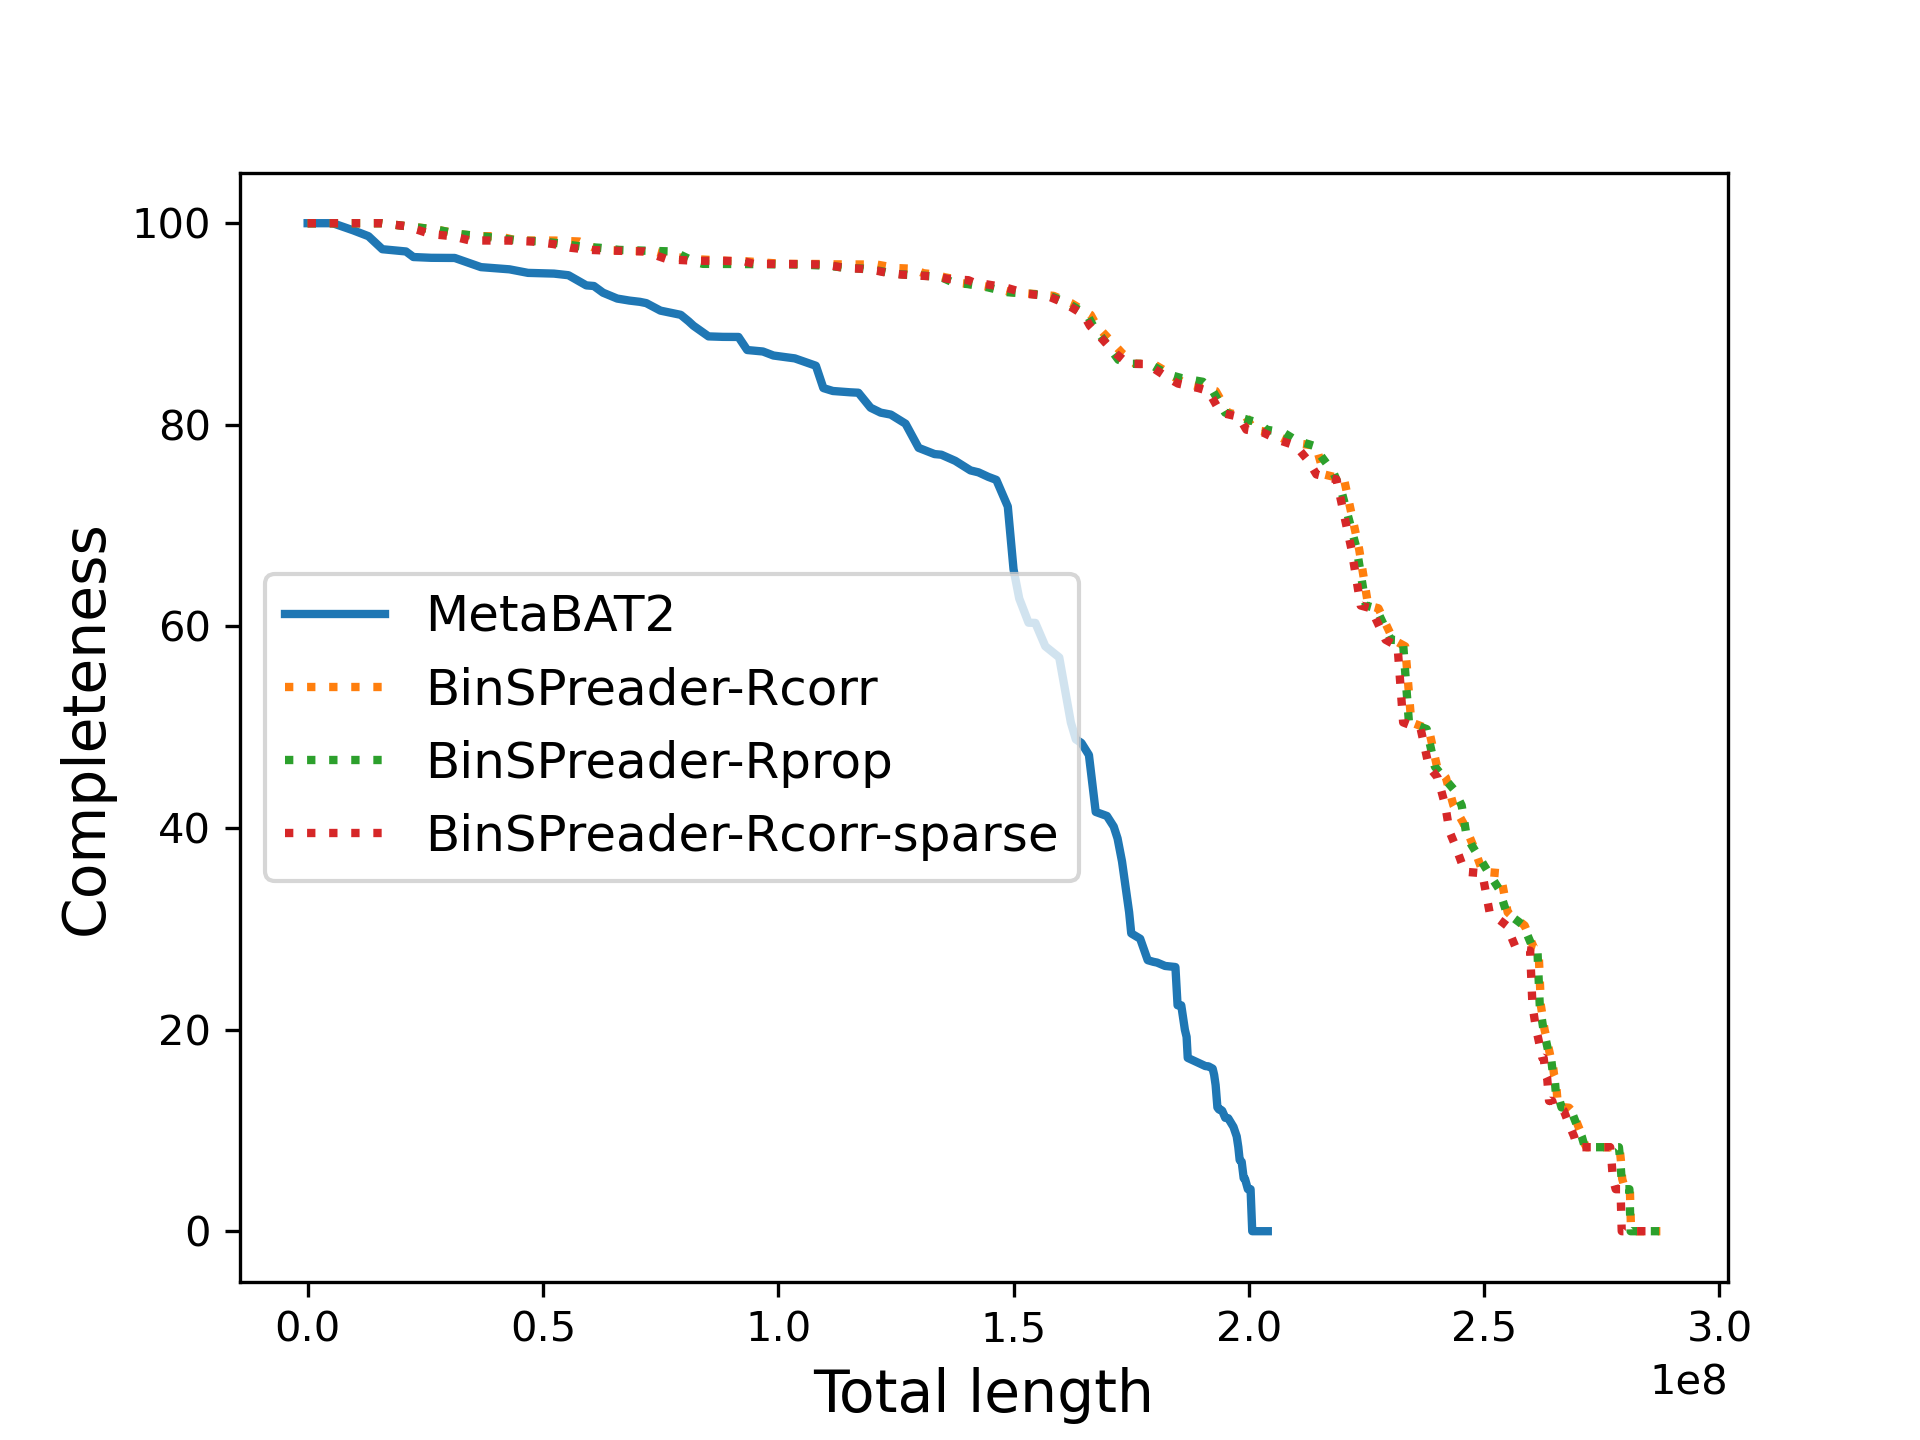 100
80
60
40
20
0
Completeness
MetaBAT2
BinSPreader-Rcorr
BinSPreader-Rprop
BinSPreader-Rcorr-sparse
0.0 0.5 1.0 1.5 2.0 2.5 3.0
1e8
Total length